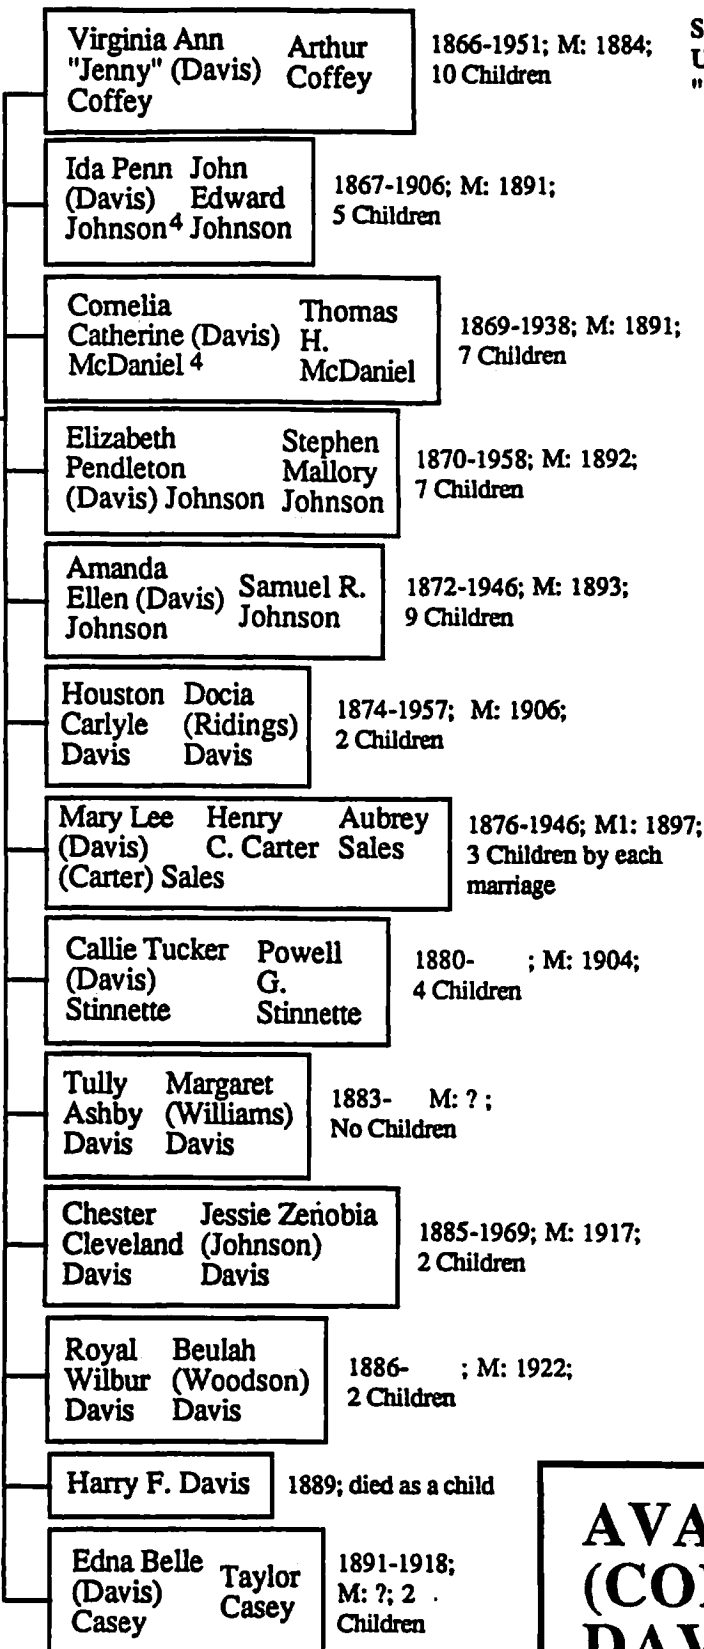 Virginia Ann
"Jenny" (Davis)
Coffey
Arthur
Coffey
1866-1951; M: 1884;
10 Children
S
U
"
Ida Penn
(Davis)
Johnson4
John
Edward
Johnson
1867-1906; M: 1891;
5 Children
Cornelia
Catherine (Davis)
McDaniel 4
Thomas
H.
McDaniel
1869-1938; M: 1891;
7 Children
Elizabeth
Pendleton
(Davis) Johnson
Stephen
Mallory
Johnson
1870-1958; M: 1892;
7 Children
Amanda
Ellen (Davis)
Johnson
Samuel R.
Johnson
1872-1946; M: 1893;
9 Children
Houston
Carlyle
Davis
Docia
(Ridings)
Davis
1874-1957; M: 1906;
2 Children
Mary Lee
(Davis)
(Carter) Sales
Henry
C. Carter
Aubrey
Sales
1876-1946; M1: 1897;
3 Children by each
marriage
Callie Tucker
(Davis)
Stinnette
Powell
G.
Stinnette
1880- ; M: 1904;
4 Children
Tully
Ashby
Davis
Margaret
(Williams)
Davis
1883- M: ? ;
No Children
Chester
Cleveland
Davis
Jessie Zenobia
(Johnson)
Davis
1885-1969; M: 1917;
2 Children
Royal
Wilbur
Davis
Beulah
(Woodson)
Davis
1886- ; M: 1922;
2 Children
Harry F. Davis
1889; died as a child
Edna Belle
(Davis)
Casey
Taylor
Casey
1891-1918;
M: ?; 2
Children